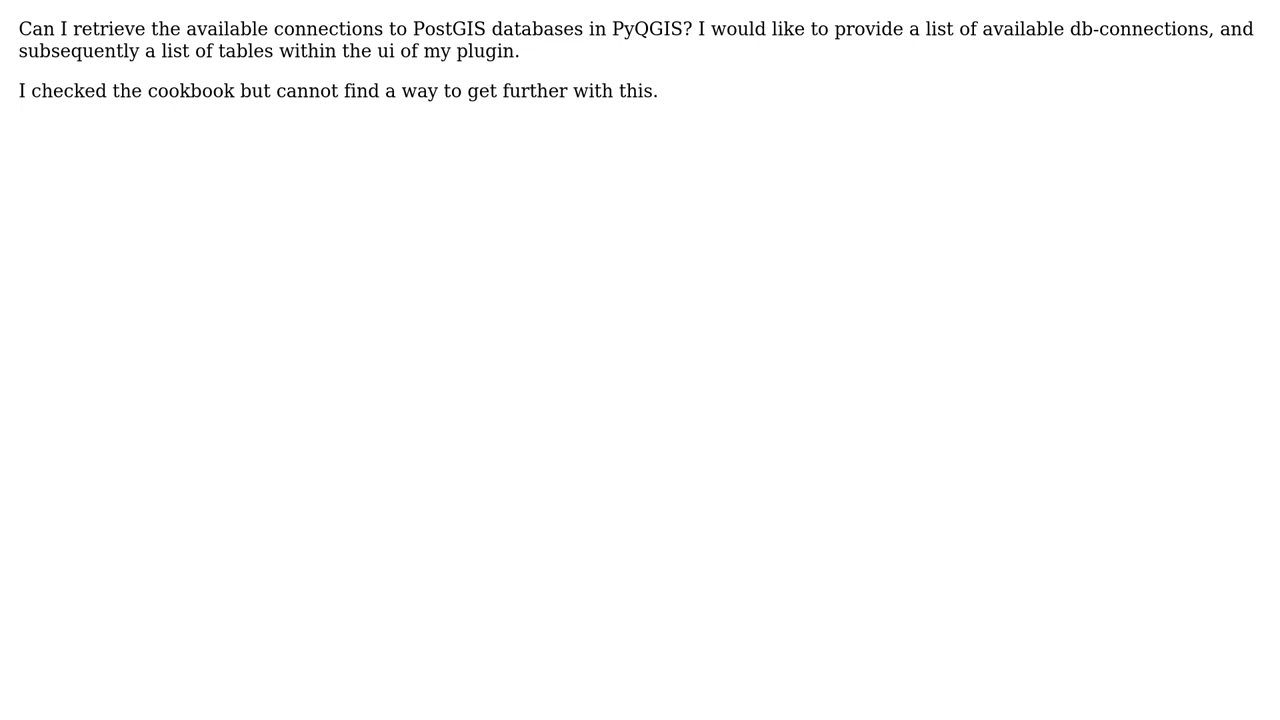 Can I retrieve the available connections to PostGIS databases in PyQGIS? I would like to provide a list of available db-connections, and
subsequently a list of tables within the ui of my plugin.
I checked the cookbook but cannot find a way to get further with this.